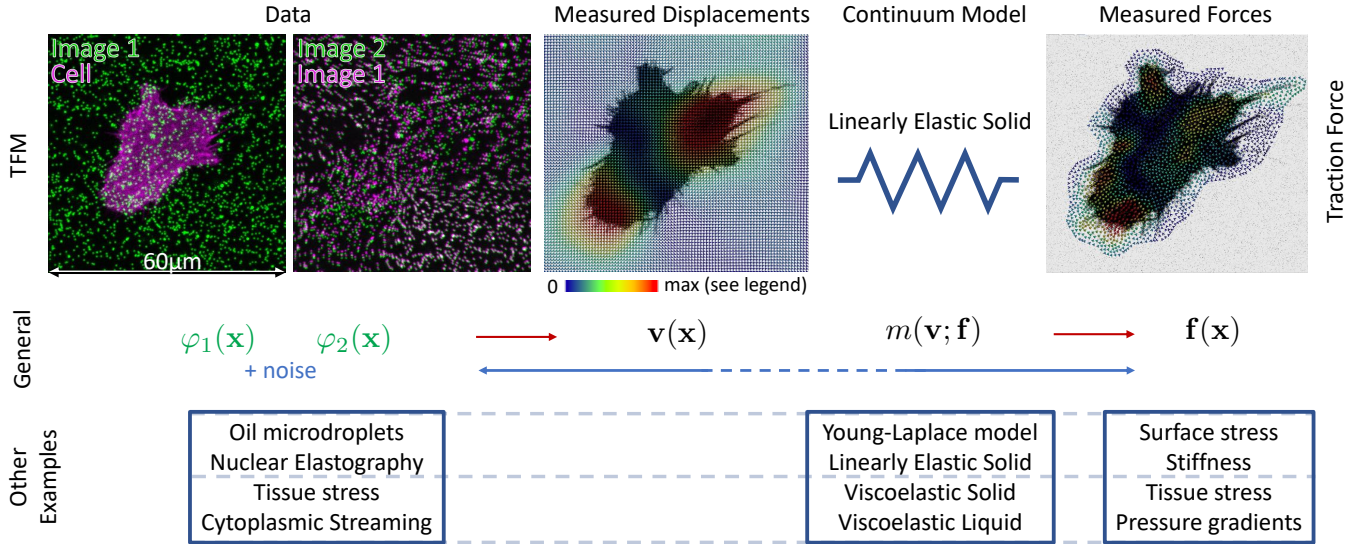 Data
Measured Displacements
Continuum Model
Measured Forces
TFM
Image 1
Cell
60μm
Image 2
Image 1
0
max (see legend)
Linearly Elastic Solid
Traction Force
General
φ₁(x)
φ₂(x)
+ noise
v(x)
m(v; f)
f(x)
Other
Examples
Oil microdroplets
Young-Laplace model
Surface stress
Nuclear Elastography
Linearly Elastic Solid
Stiffness
Tissue stress
Viscoelastic Solid
Tissue stress
Cytoplasmic Streaming
Viscoelastic Liquid
Pressure gradients